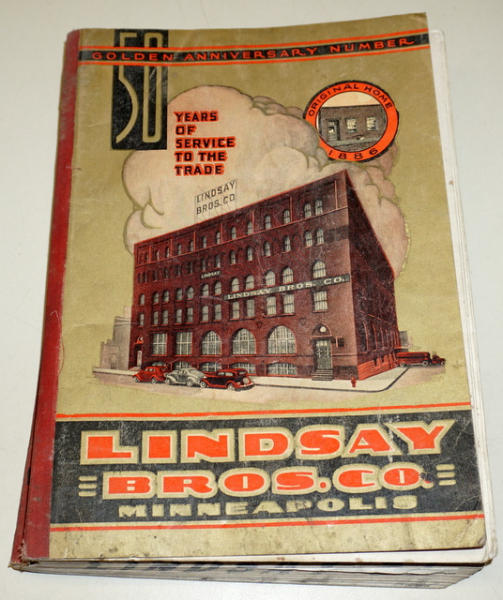 GOLDEN ANNIVERSARY NUMBER
50
YEARS
OF
SERVICE
TO THE
TRADE
ORIGINAL HOME
1886
LINDSAY
BROS. CO.
LINDSAY
LINDSAY BROS. CO.
LINDSAY
BROS. CO.
MINNEAPOLIS